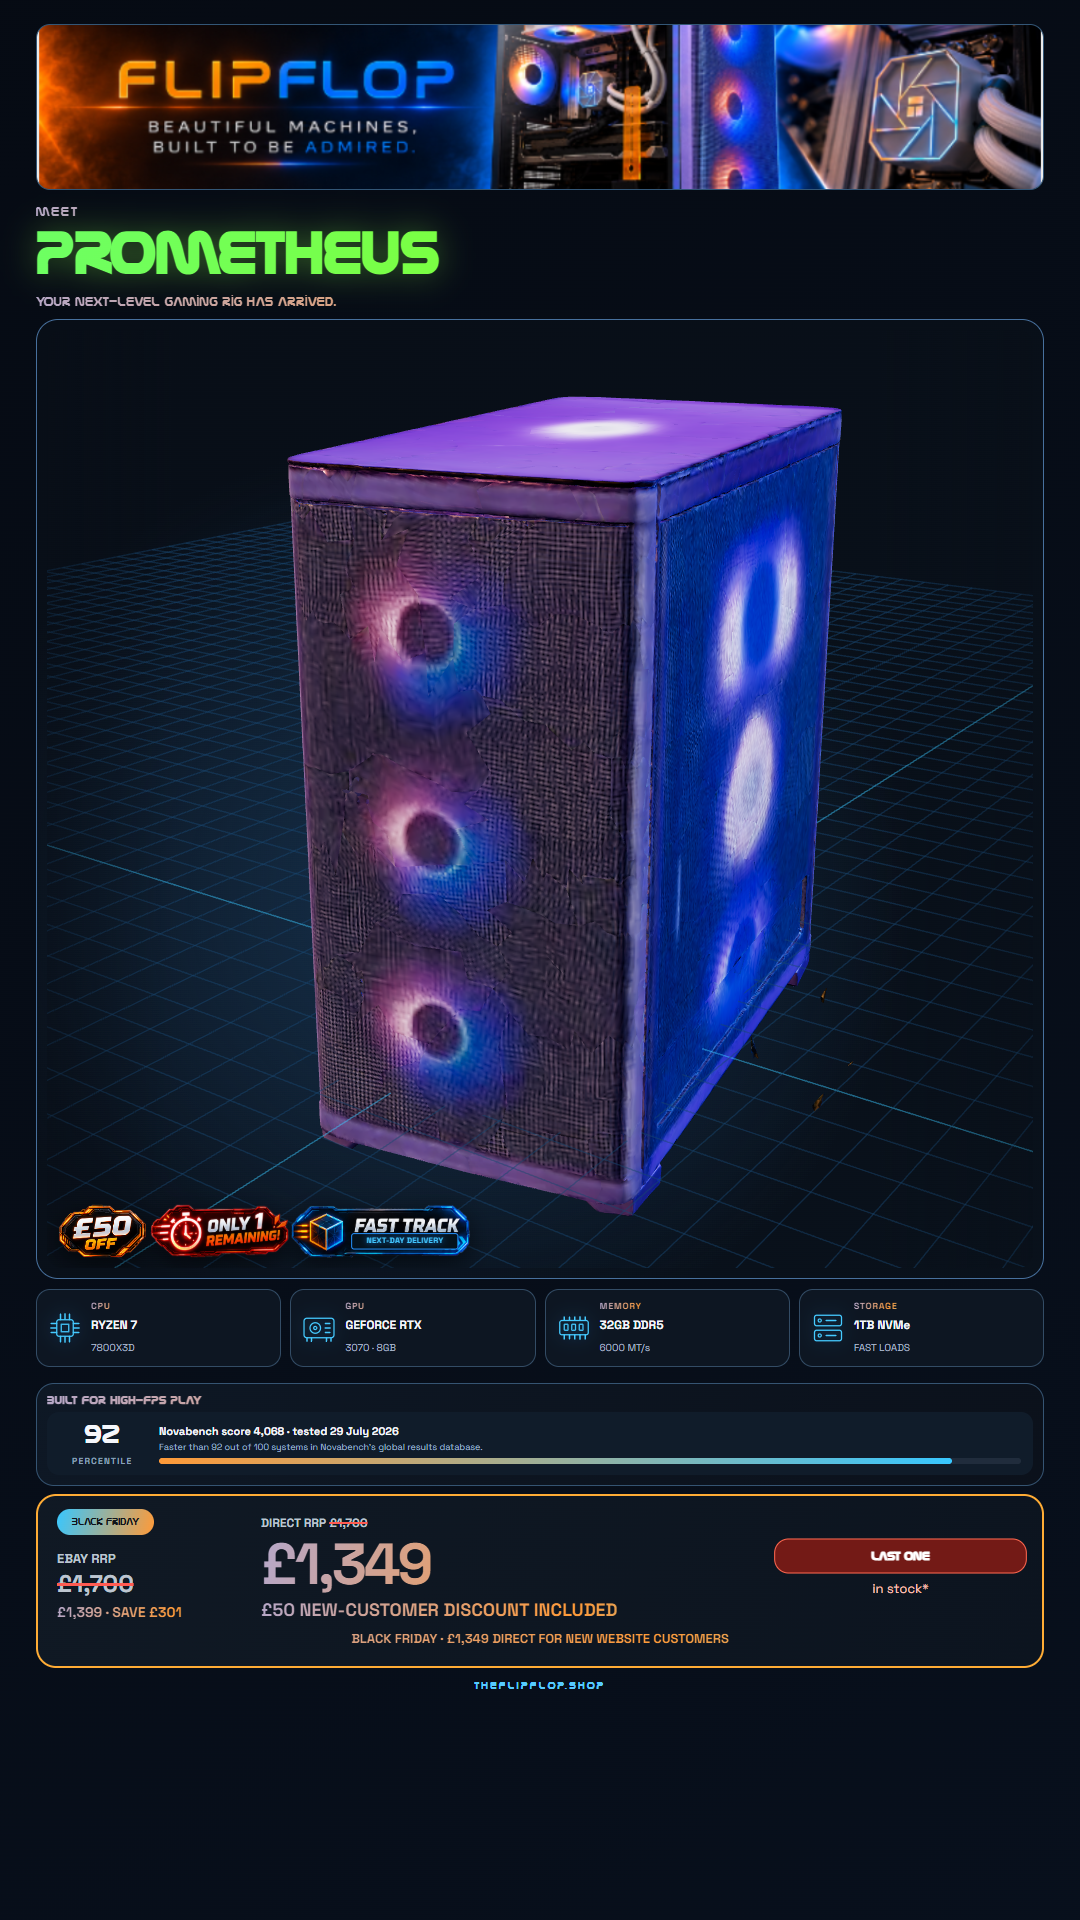 FLIPFLOP
BEAUTIFUL MACHINES,
BUILT TO BE ADMIRED.
MEET
PROMETHEUS
YOUR NEXT-LEVEL GAMING RIG HAS ARRIVED.
£50
OFF
ONLY 1
REMAINING!
FAST TRACK
NEXT-DAY DELIVERY
CPU
RYZEN 7
7800X3D
GPU
GEFORCE RTX
3070 · 8GB
MEMORY
32GB DDR5
6000 MT/s
STORAGE
1TB NVMe
FAST LOADS
BUILT FOR HIGH-FPS PLAY
92
PERCENTILE
Novabench score 4,068 · tested 29 July 2026
Faster than 92 out of 100 systems in Novabench's global results database.
BLACK FRIDAY
EBAY RRP
£1,700
£1,399 · SAVE £301
DIRECT RRP £1,700
£1,349
£50 NEW-CUSTOMER DISCOUNT INCLUDED
BLACK FRIDAY · £1,349 DIRECT FOR NEW WEBSITE CUSTOMERS
LAST ONE
in stock*
THEFLIPFLOP.SHOP